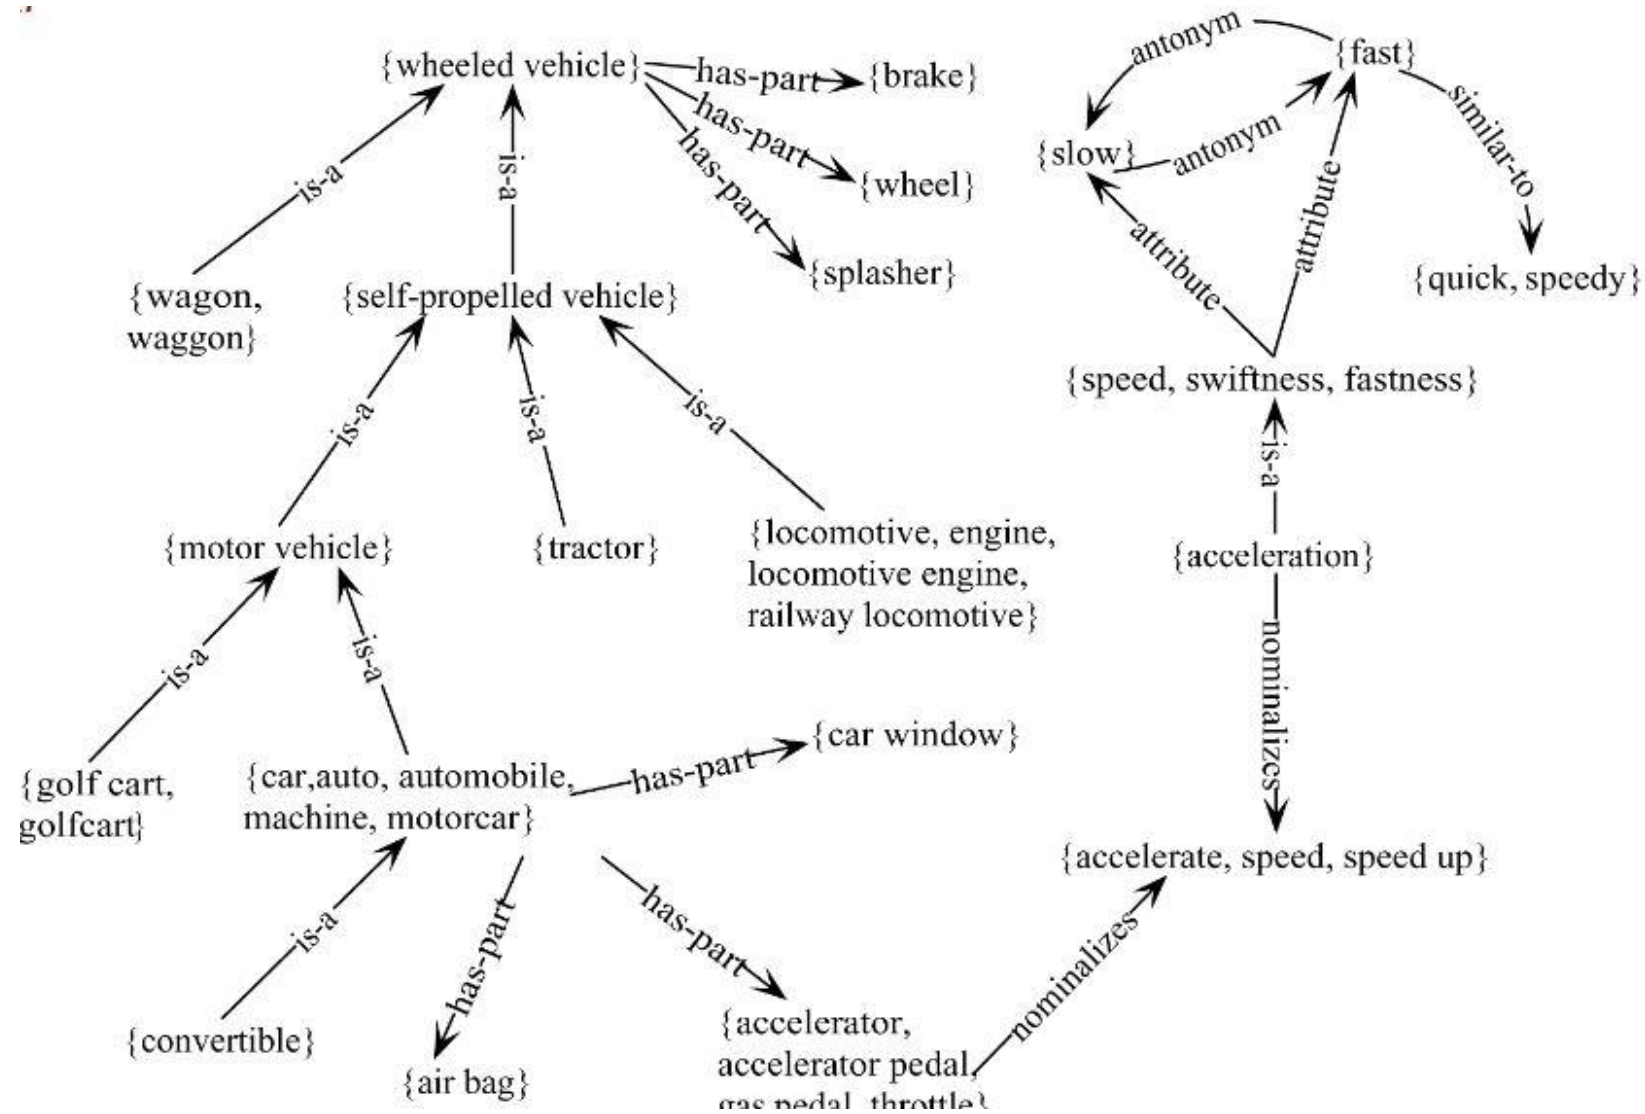 antonym
{fast}
{wheeled vehicle}
has-part
{brake}
has-part
similar-to
antonym
{slow}
is-a
is-a
has-part
{wheel}
attribute
attribute
{splasher}
{quick, speedy}
{wagon,
waggon}
{self-propelled vehicle}
{speed, swiftness, fastness}
is-a
is-a
is-a
is-a
{motor vehicle}
{tractor}
{locomotive, engine,
locomotive engine,
railway locomotive}
{acceleration}
is-a
is-a
nominalizes
{car window}
has-part
{golf cart,
golfcart}
{car,auto, automobile,
machine, motorcar}
{accelerate, speed, speed up}
is-a
has-part
has-part
nominalizes
{convertible}
{air bag}
{accelerator,
accelerator pedal,
gas pedal, throttle}